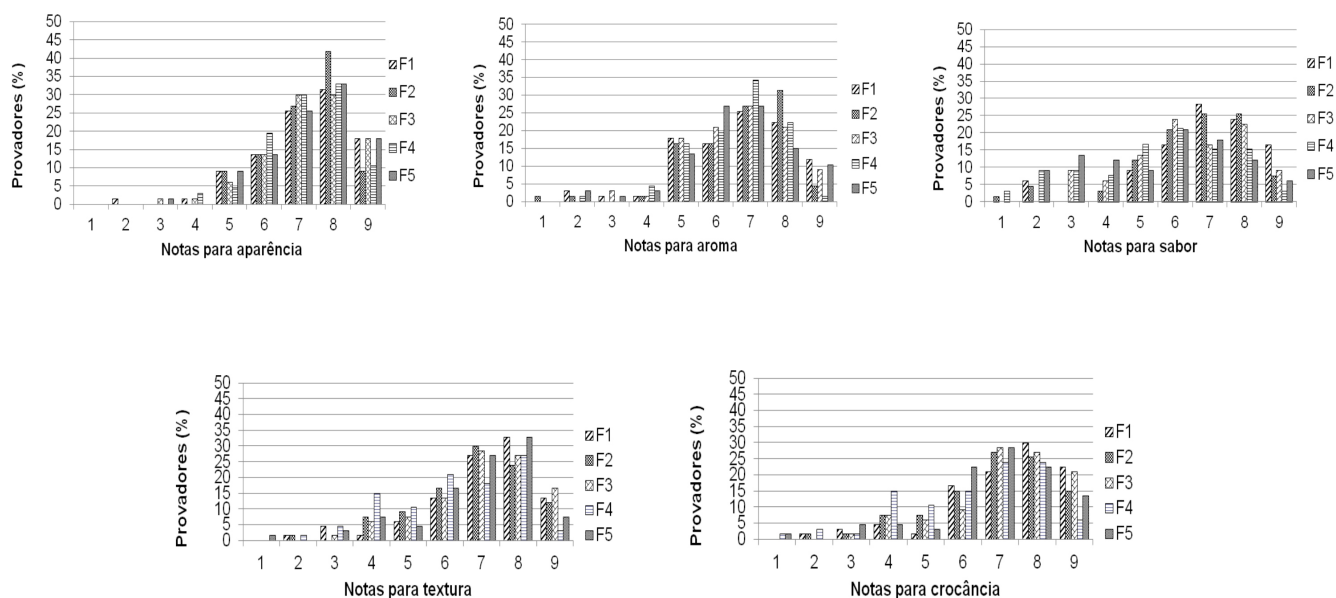 Provadores (%)
50
45
40
35
30
25
20
15
10
5
0
1 2 3 4 5 6 7 8 9
Notas para aparência
F1
F2
F3
F4
F5
Provadores (%)
50
45
40
35
30
25
20
15
10
5
0
1 2 3 4 5 6 7 8 9
Notas para aroma
F1
F2
F3
F4
F5
Provadores (%)
50
45
40
35
30
25
20
15
10
5
0
1 2 3 4 5 6 7 8 9
Notas para sabor
F1
F2
F3
F4
F5
Provadores (%)
50
45
40
35
30
25
20
15
10
5
0
1 2 3 4 5 6 7 8 9
Notas para textura
F1
F2
F3
F4
F5
Provadores (%)
50
45
40
35
30
25
20
15
10
5
0
1 2 3 4 5 6 7 8 9
Notas para crocância
F1
F2
F3
F4
F5